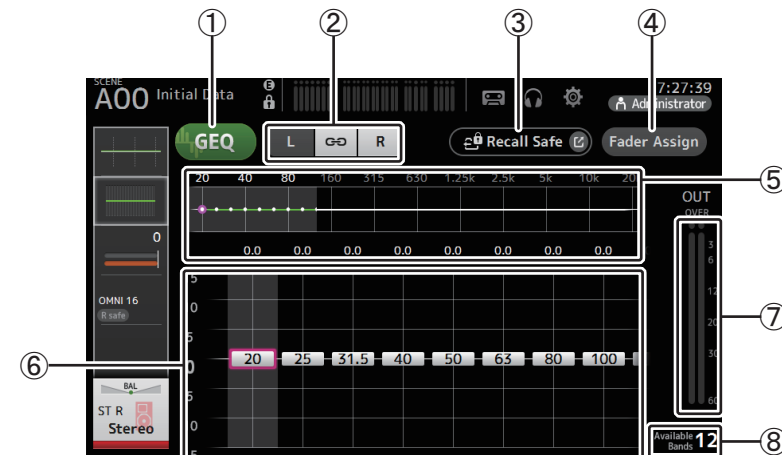 ① ② ③ ④
SCENE
A00 Initial Data E 7:27:39
Administrator
GEQ L R Recall Safe Fader Assign
20 40 80 160 315 630 1.25k 2.5k 5k 10k 20 ⑤
OUT
OVER
0
0.0 0.0 0.0 0.0 0.0 0.0 0.0 0.0
3
6
12
20
30
60
⑦
OMNI 16
R safe
5
0
5
⑥ 0 20 25 31.5 40 50 63 80 100
5
0
5
BAL
ST R
Stereo
Available
Bands 12 ⑧